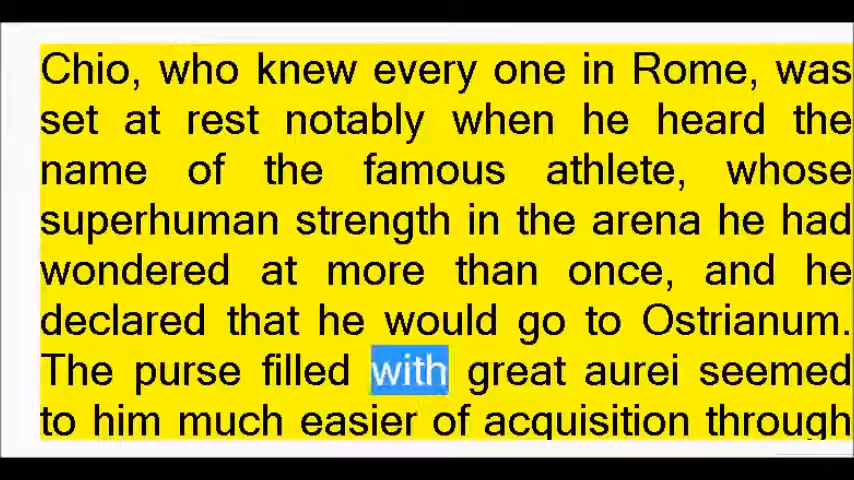 Chio, who knew every one in Rome, was
set at rest notably when he heard the
name of the famous athlete, whose
superhuman strength in the arena he had
wondered at more than once, and he
declared that he would go to Ostrianum.
The purse filled with great aurei seemed
to him much easier of acquisition through